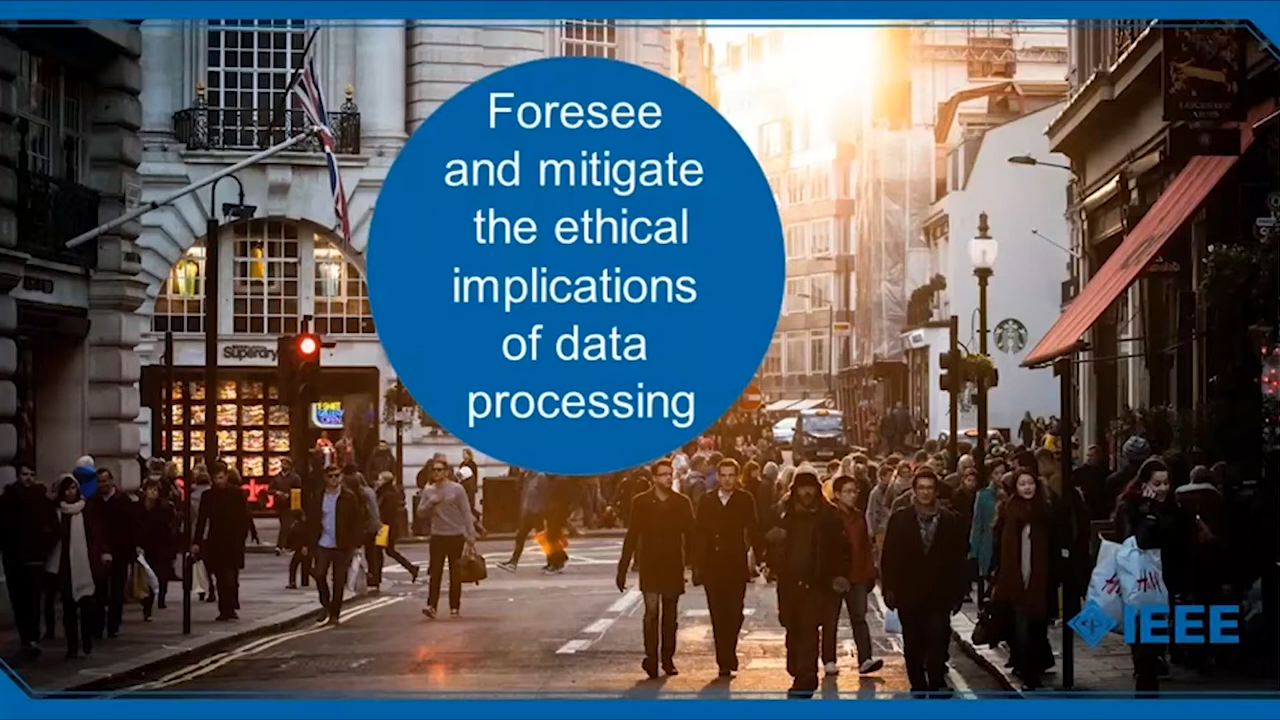 Foresee
and mitigate
the ethical
implications
of data
processing
Superdry
H&M
IEEE